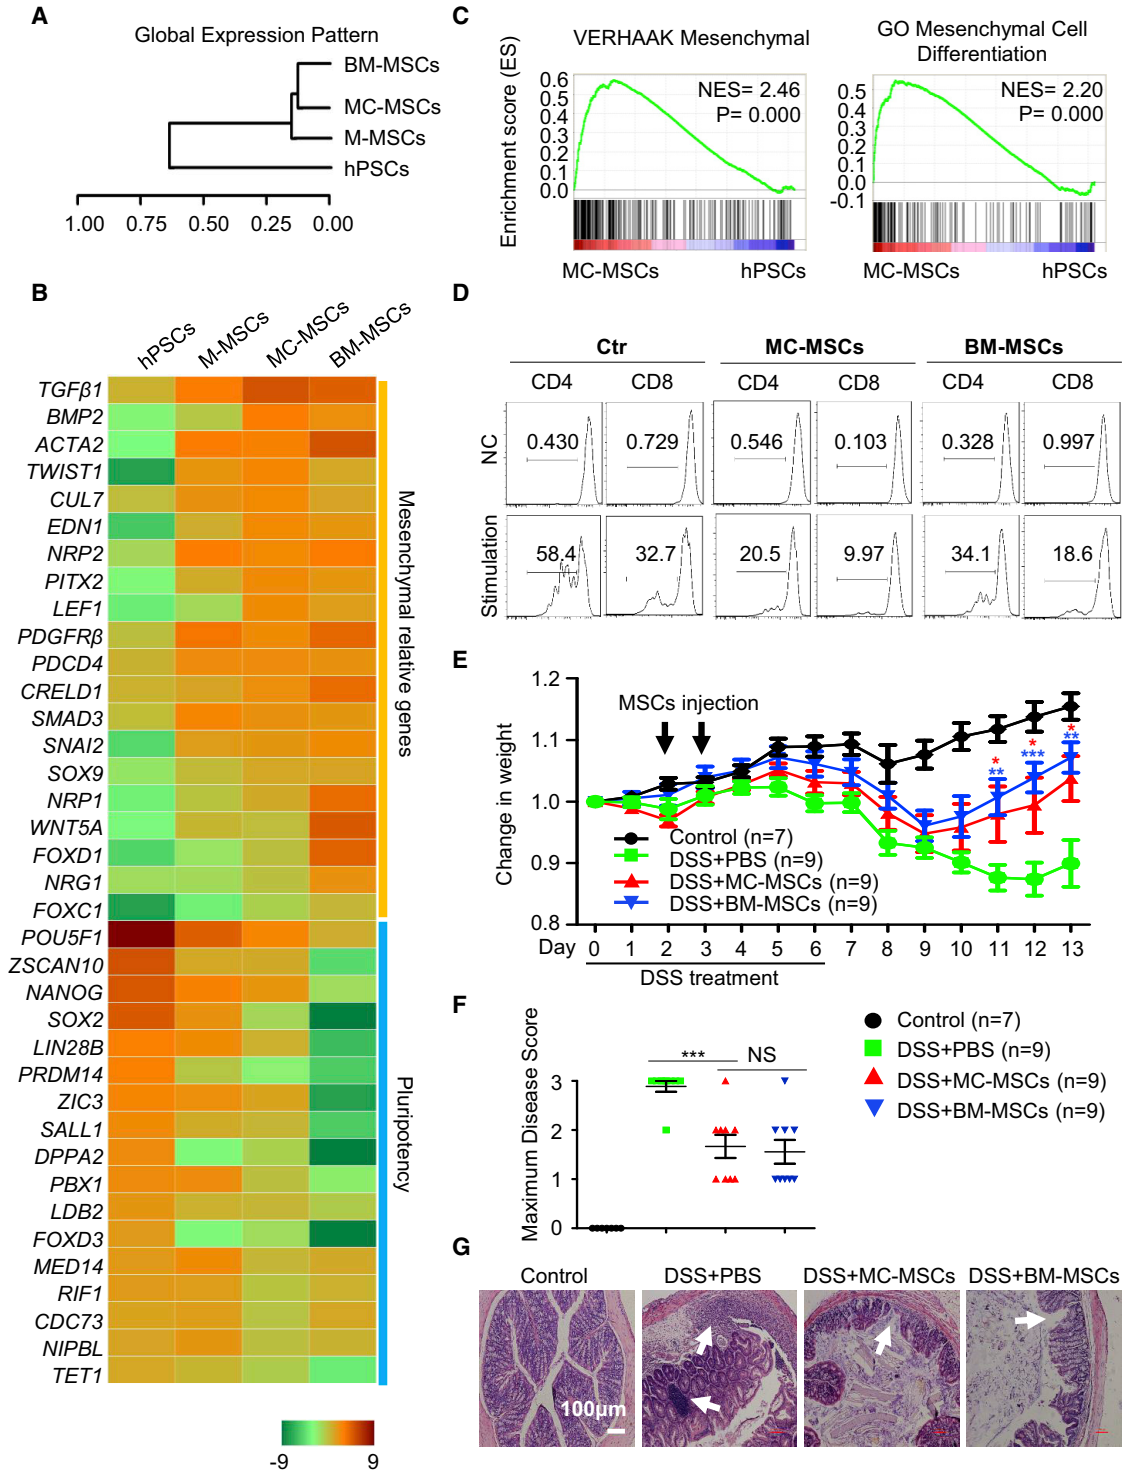 A
Global Expression Pattern
BM-MSCs
MC-MSCs
M-MSCs
hPSCs
1.00 0.75 0.50 0.25 0.00
B
hPSCs M-MSCs MC-MSCs BM-MSCs
TGFβ1
BMP2
ACTA2
TWIST1
CUL7
EDN1
NRP2
PITX2
LEF1
PDGFRβ
PDCD4
CRELD1
SMAD3
SNAI2
SOX9
NRP1
WNT5A
FOXD1
NRG1
FOXC1
Mesenchymal relative genes
POU5F1
ZSCAN10
NANOG
SOX2
LIN28B
PRDM14
ZIC3
SALL1
DPPA2
PBX1
LDB2
FOXD3
MED14
RIF1
CDC73
NIPBL
TET1
Pluripotency
-9 9
C
Enrichment score (ES)
VERHAAK Mesenchymal
NES= 2.46
P= 0.000
0.6
0.5
0.4
0.3
0.2
0.1
0.0
MC-MSCs hPSCs
GO Mesenchymal Cell
Differentiation
NES= 2.20
P= 0.000
0.5
0.4
0.3
0.2
0.1
0.0
-0.1
MC-MSCs hPSCs
D
Ctr MC-MSCs BM-MSCs
CD4 CD8 CD4 CD8 CD4 CD8
NC
0.430 0.729 0.546 0.103 0.328 0.997
Stimulation
58.4 32.7 20.5 9.97 34.1 18.6
E
Change in weight
1.2
1.1
1.0
0.9
0.8
MSCs injection
* * *
** *** **
Control (n=7)
DSS+PBS (n=9)
DSS+MC-MSCs (n=9)
DSS+BM-MSCs (n=9)
Day 0 1 2 3 4 5 6 7 8 9 10 11 12 13
DSS treatment
F
Maximum Disease Score
3
2
1
0
*** NS
Control (n=7)
DSS+PBS (n=9)
DSS+MC-MSCs (n=9)
DSS+BM-MSCs (n=9)
G
Control DSS+PBS DSS+MC-MSCs DSS+BM-MSCs
100μm